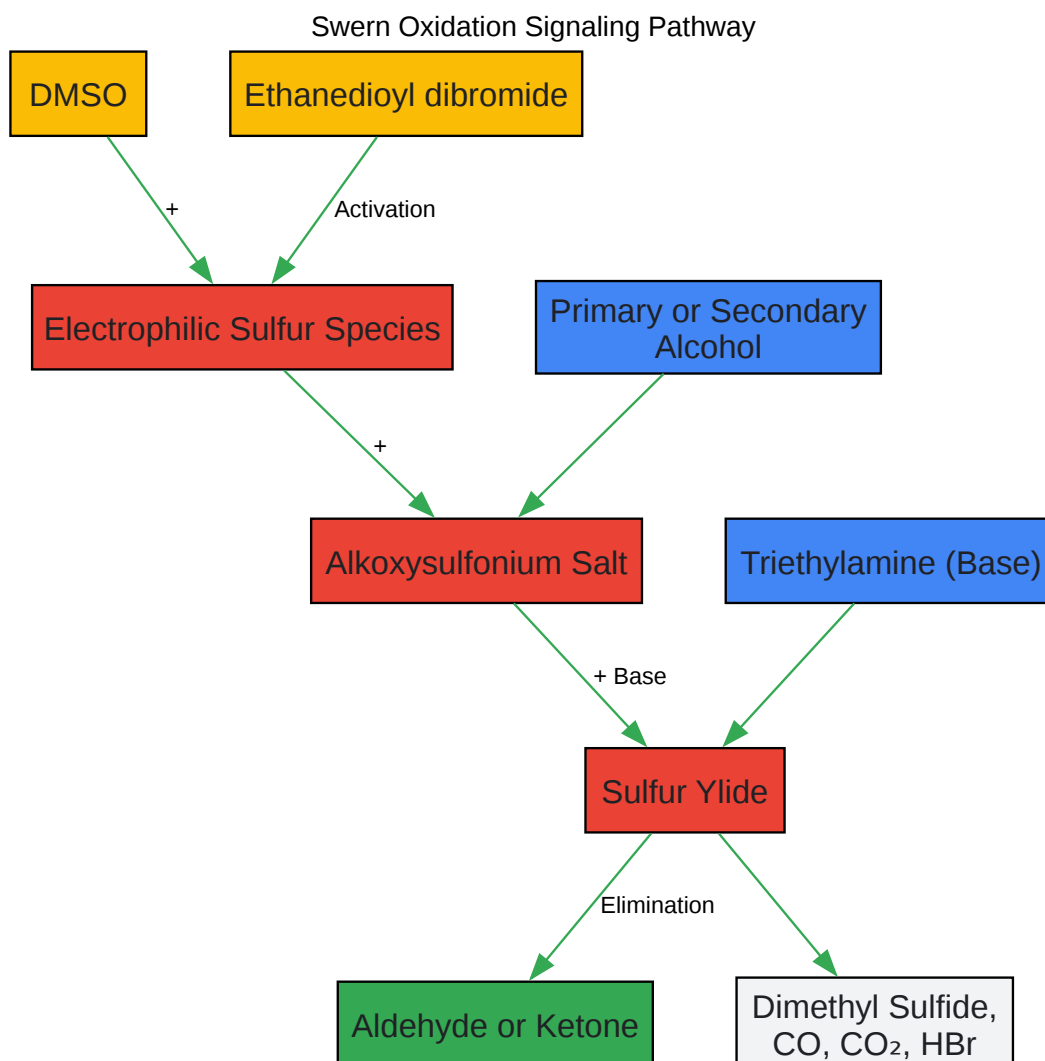 Swern Oxidation Signaling Pathway
DMSO
Ethanedioyl dibromide
+
Activation
Electrophilic Sulfur Species
Primary or Secondary
Alcohol
+
Alkoxysulfonium Salt
Triethylamine (Base)
+ Base
Sulfur Ylide
Elimination
Aldehyde or Ketone
Dimethyl Sulfide,
CO, CO₂, HBr